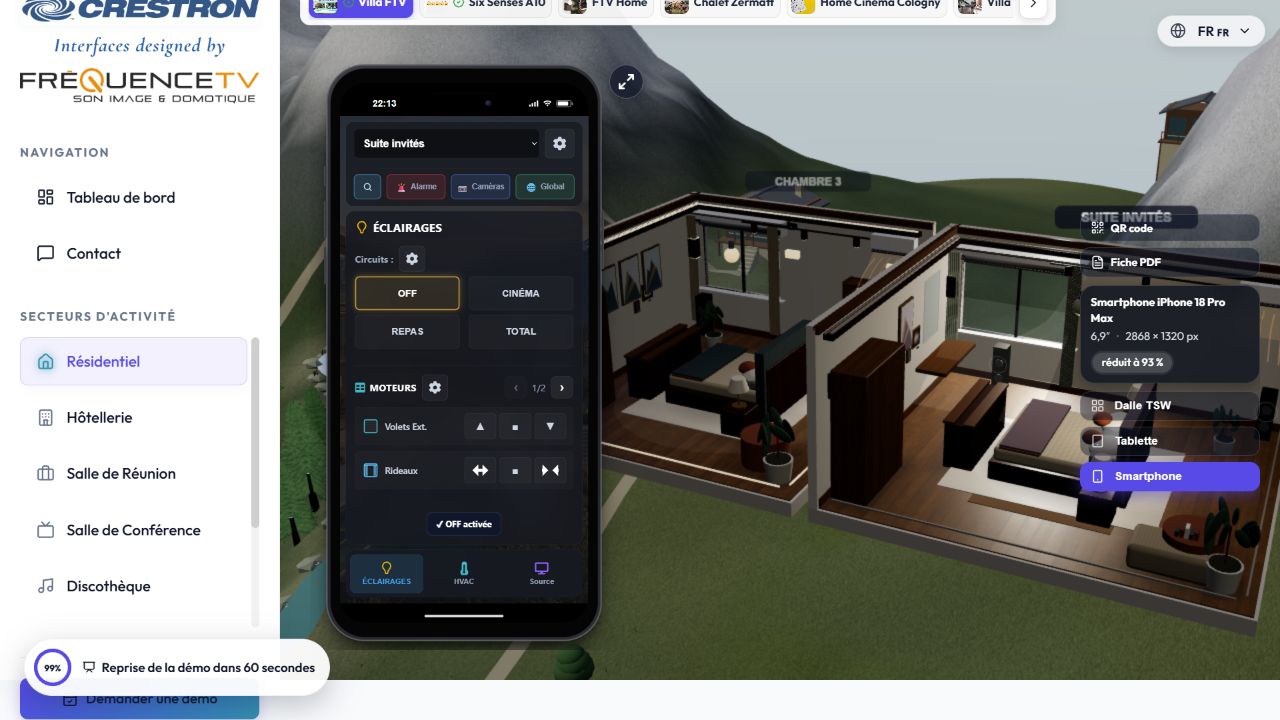 CRESTRON
Interfaces designed by
FRÉQUENCETV
SON IMAGE & DOMOTIQUE
NAVIGATION
Tableau de bord
Contact
SECTEURS D'ACTIVITÉ
Résidentiel
Hôtellerie
Salle de Réunion
Salle de Conférence
Discothèque
99%
Reprise de la démo dans 60 secondes
Demander une démo
Villa FTV
Six Senses A10
FTV Home
Chalet Zermatt
Home Cinema Cologny
Villa
FR FR
22:13
Suite invités
Alarme
Caméras
Global
ÉCLAIRAGES
Circuits :
OFF
CINÉMA
REPAS
TOTAL
MOTEURS
1/2
Volets Ext.
Rideaux
✓ OFF activée
ÉCLAIRAGES
HVAC
Source
CHAMBRE 3
SUITE INVITÉS
QR code
Fiche PDF
Smartphone iPhone 18 Pro
Max
6,9″ · 2868 × 1320 px
réduit à 93 %
Dalle TSW
Tablette
Smartphone